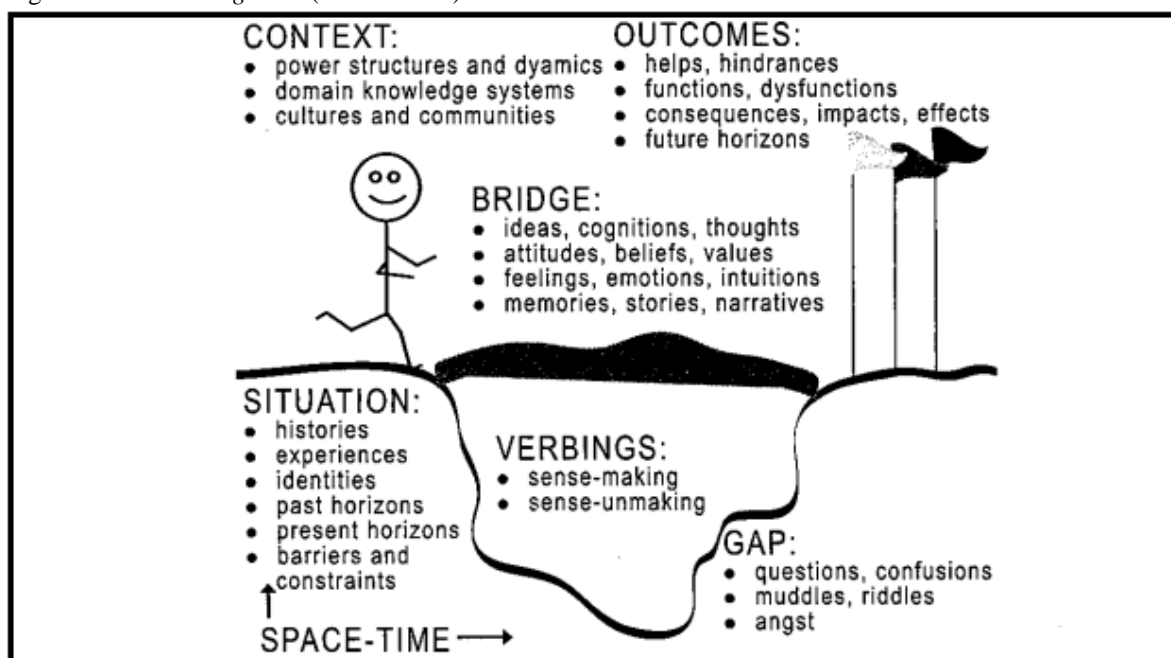 CONTEXT:
• power structures and dyamics
• domain knowledge systems
• cultures and communities
OUTCOMES:
• helps, hindrances
• functions, dysfunctions
• consequences, impacts, effects
• future horizons
BRIDGE:
• ideas, cognitions, thoughts
• attitudes, beliefs, values
• feelings, emotions, intuitions
• memories, stories, narratives
SITUATION:
• histories
• experiences
• identities
• past horizons
• present horizons
• barriers and
constraints
VERBINGS:
• sense-making
• sense-unmaking
GAP:
• questions, confusions
• muddles, riddles
• angst
SPACE-TIME